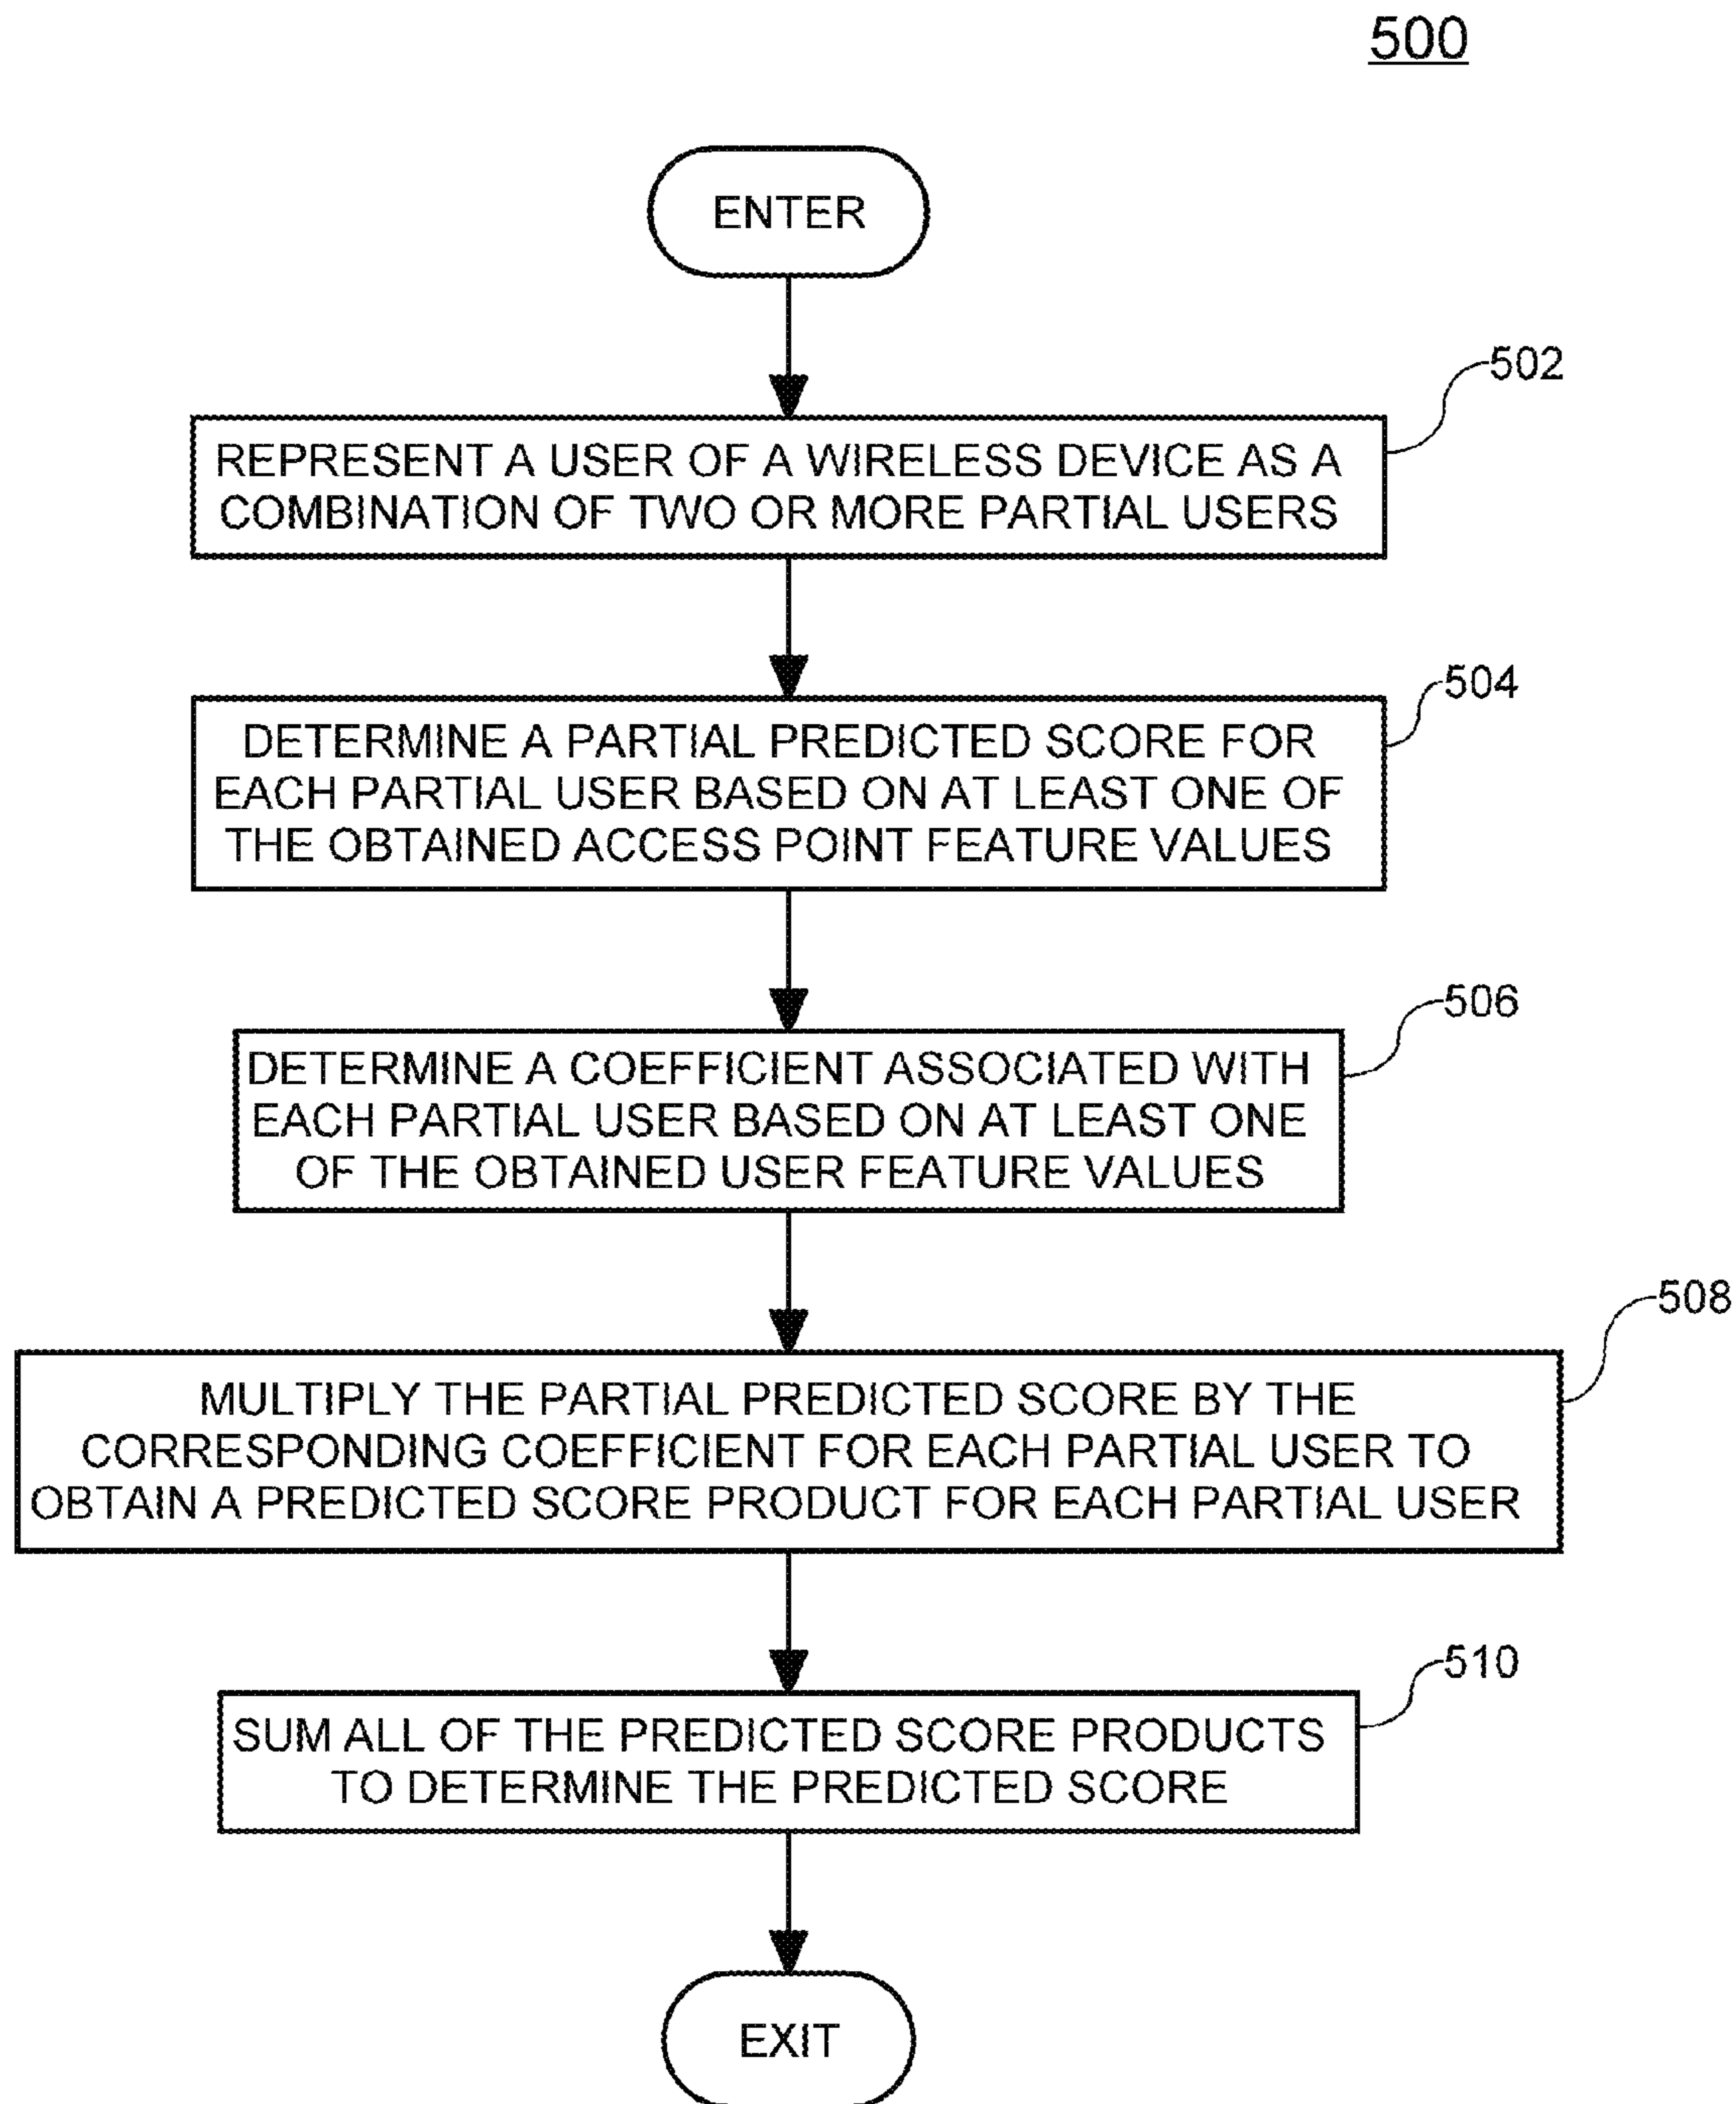 500
ENTER
502
REPRESENT A USER OF A WIRELESS DEVICE AS A
COMBINATION OF TWO OR MORE PARTIAL USERS
504
DETERMINE A PARTIAL PREDICTED SCORE FOR
EACH PARTIAL USER BASED ON AT LEAST ONE OF
THE OBTAINED ACCESS POINT FEATURE VALUES
506
DETERMINE A COEFFICIENT ASSOCIATED WITH
EACH PARTIAL USER BASED ON AT LEAST ONE
OF THE OBTAINED USER FEATURE VALUES
508
MULTIPLY THE PARTIAL PREDICTED SCORE BY THE
CORRESPONDING COEFFICIENT FOR EACH PARTIAL USER TO
OBTAIN A PREDICTED SCORE PRODUCT FOR EACH PARTIAL USER
510
SUM ALL OF THE PREDICTED SCORE PRODUCTS
TO DETERMINE THE PREDICTED SCORE
EXIT